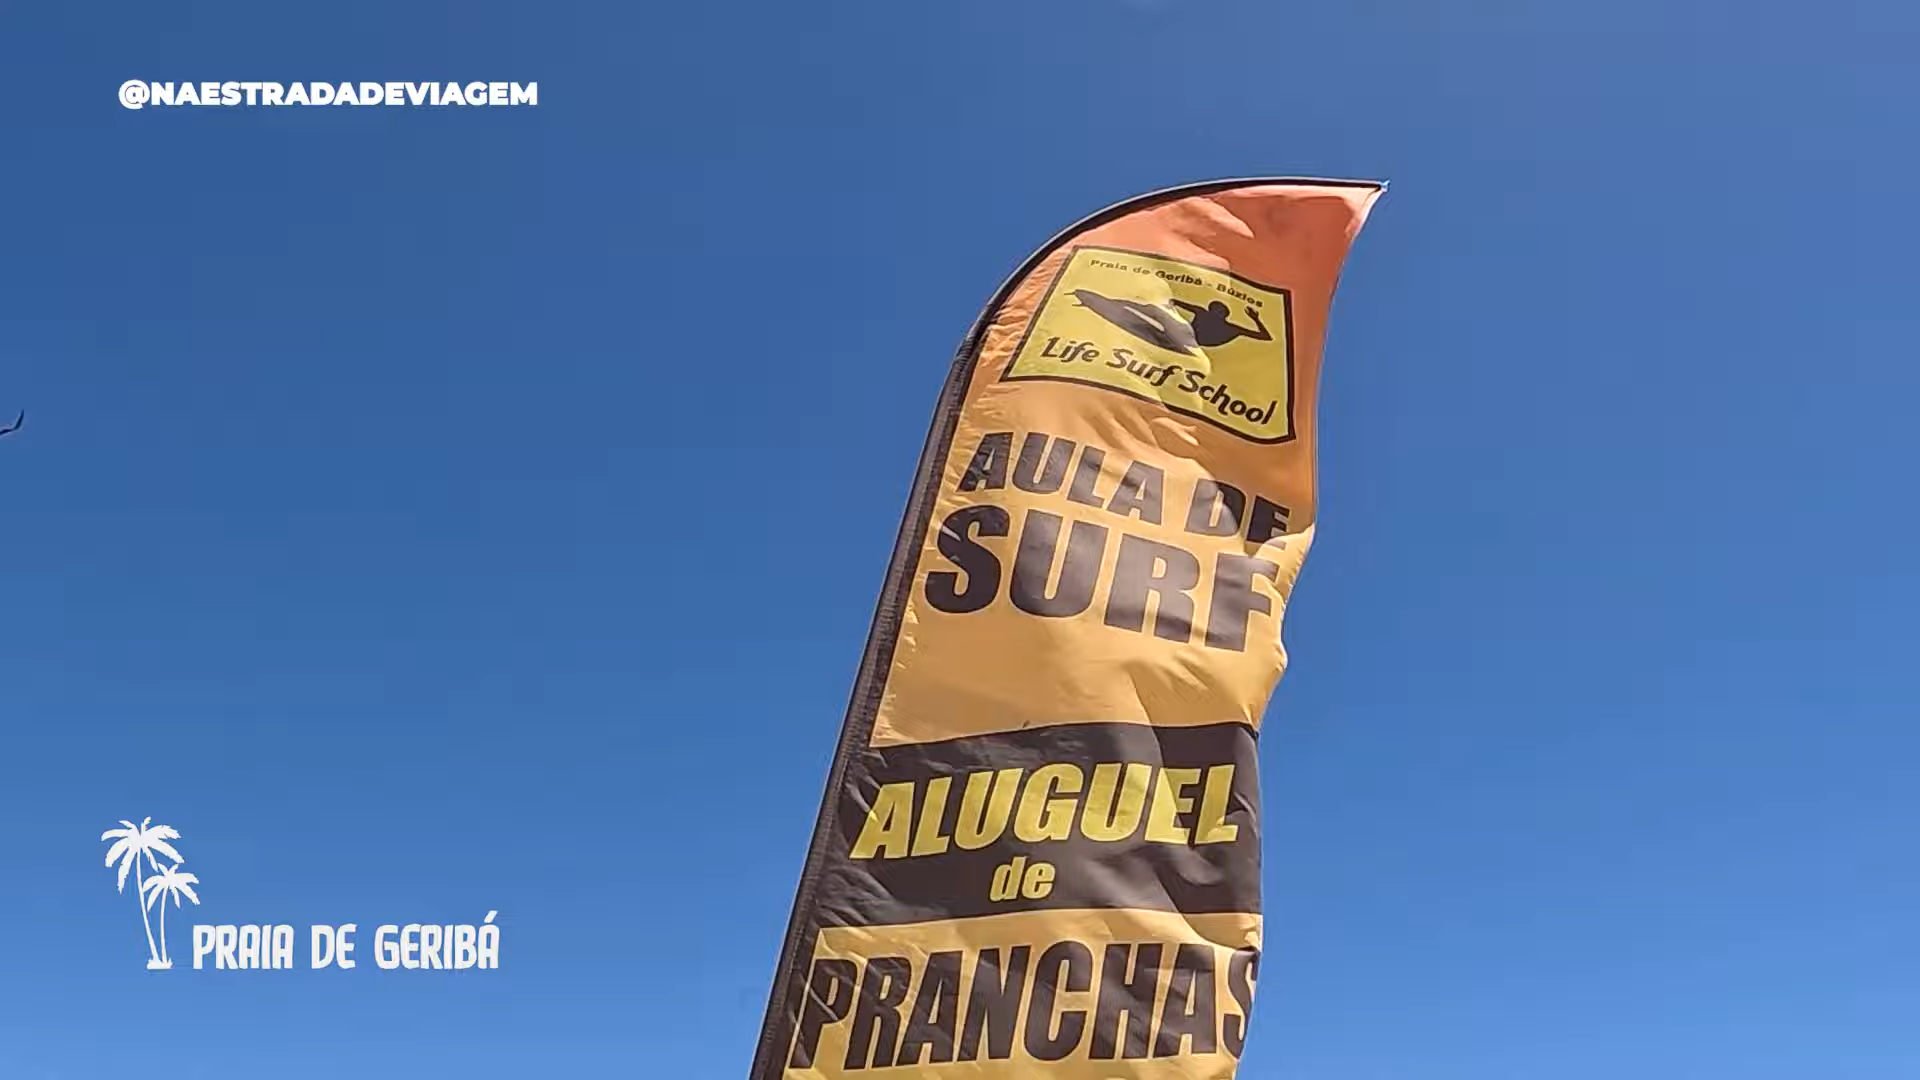 @NAESTRADADEVIAGEM
Praia de Geribá - Búzios
Life Surf School
AULA DE
SURF
ALUGUEL
de
PRANCHAS
PRAIA DE GERIBÁ